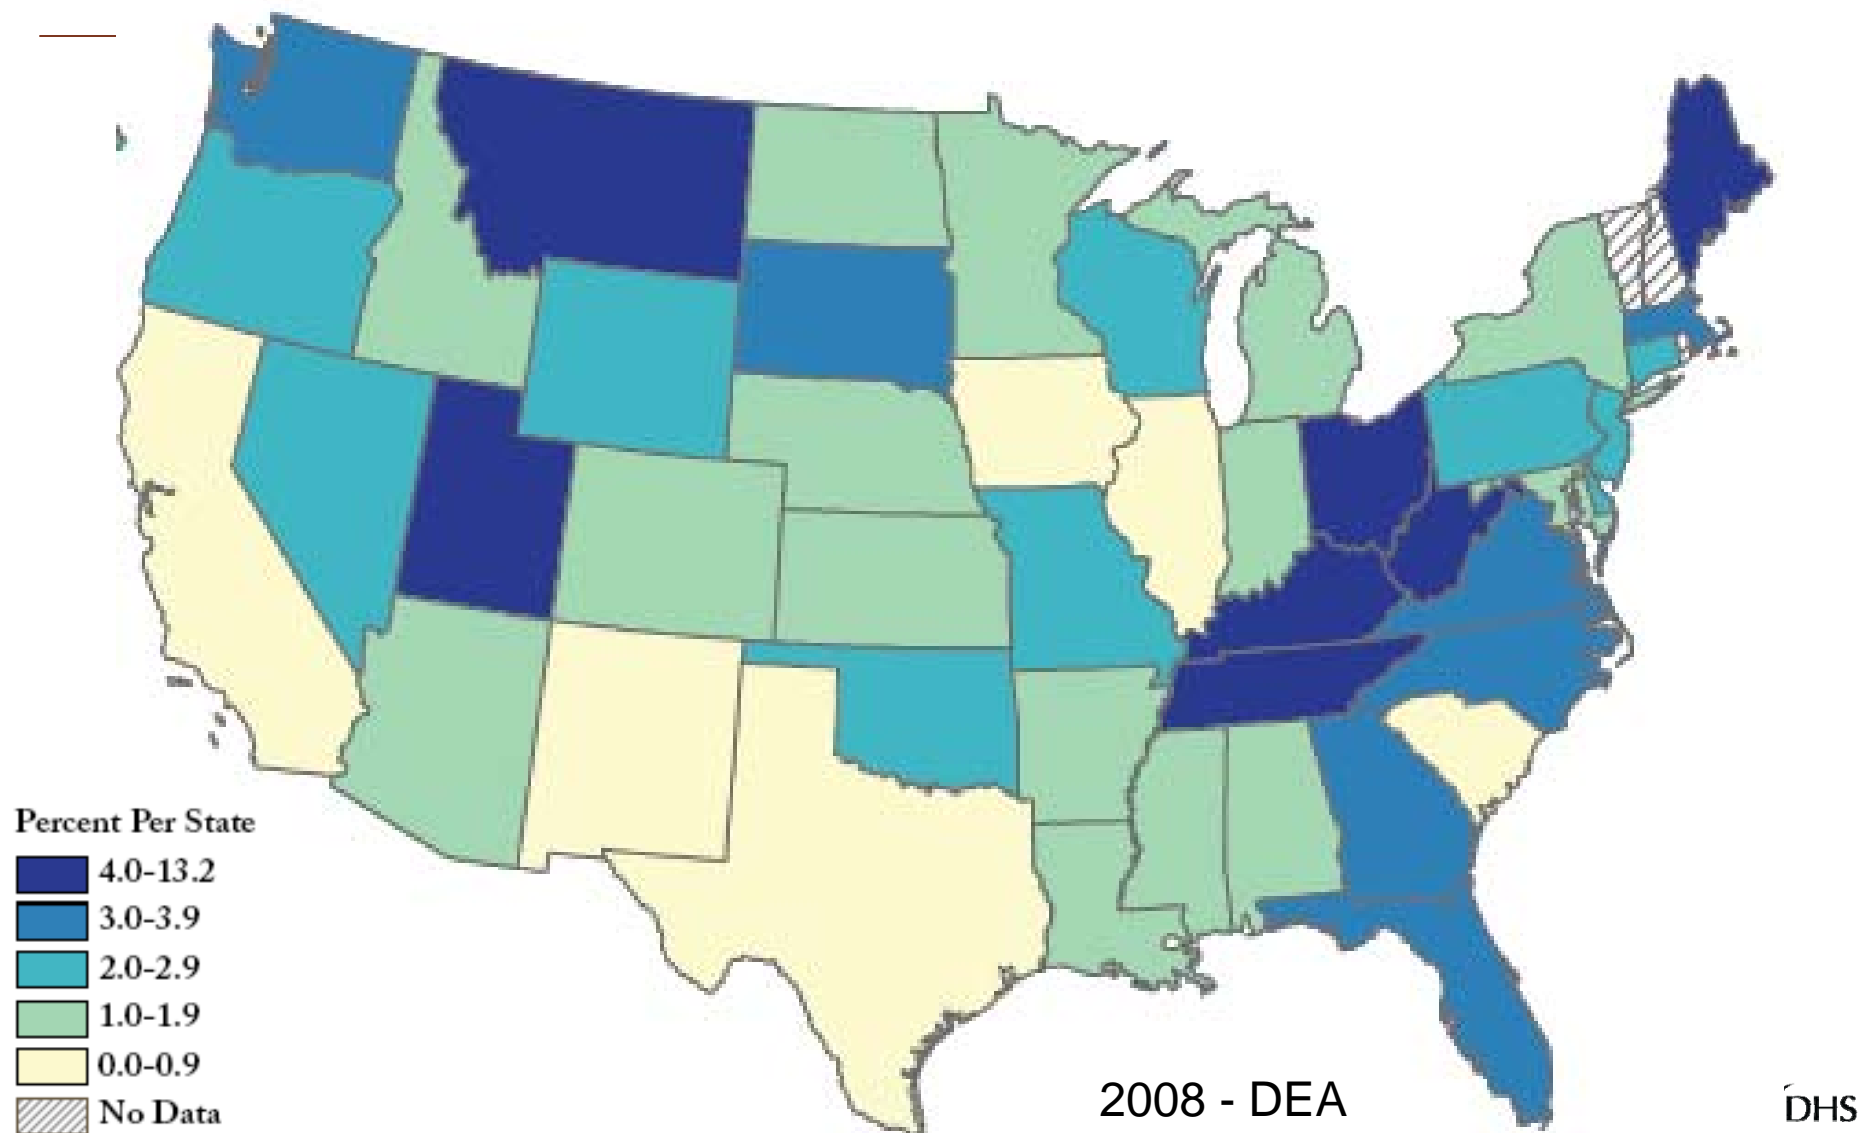 Percent Per State
4.0-13.2
3.0-3.9
2.0-2.9
1.0-1.9
0.0-0.9
No Data
2008 - DEA
DHS